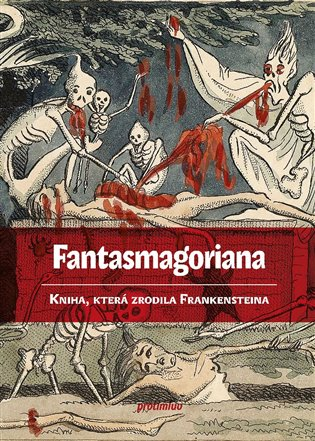 Fantasmagoriana
KNIHA, KTERÁ ZRODILA FRANKENSTEINA
protimluv